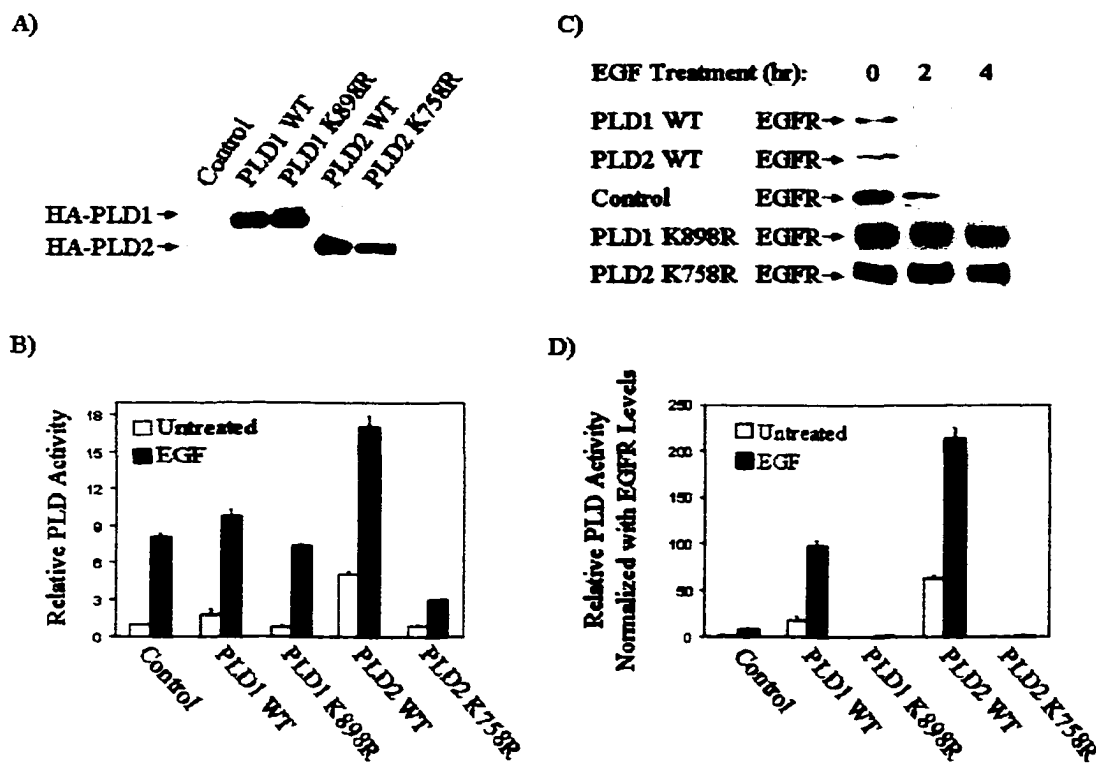 A)
Control
PLD1 WT
PLD1 K898R
PLD2 WT
PLD2 K758R
HA-PLD1→
HA-PLD2→
C)
EGF Treatment (hr): 0 2 4
PLD1 WT EGFR→
PLD2 WT EGFR→
Control EGFR→
PLD1 K898R EGFR→
PLD2 K758R EGFR→
B)
Relative PLD Activity
18
15
12
9
6
3
0
Untreated
EGF
Control
PLD1 WT
PLD1 K898R
PLD2 WT
PLD2 K758R
D)
Relative PLD Activity
Normalized with EGFR Levels
250
200
150
100
50
0
Untreated
EGF
Control
PLD1 WT
PLD1 K898R
PLD2 WT
PLD2 K758R